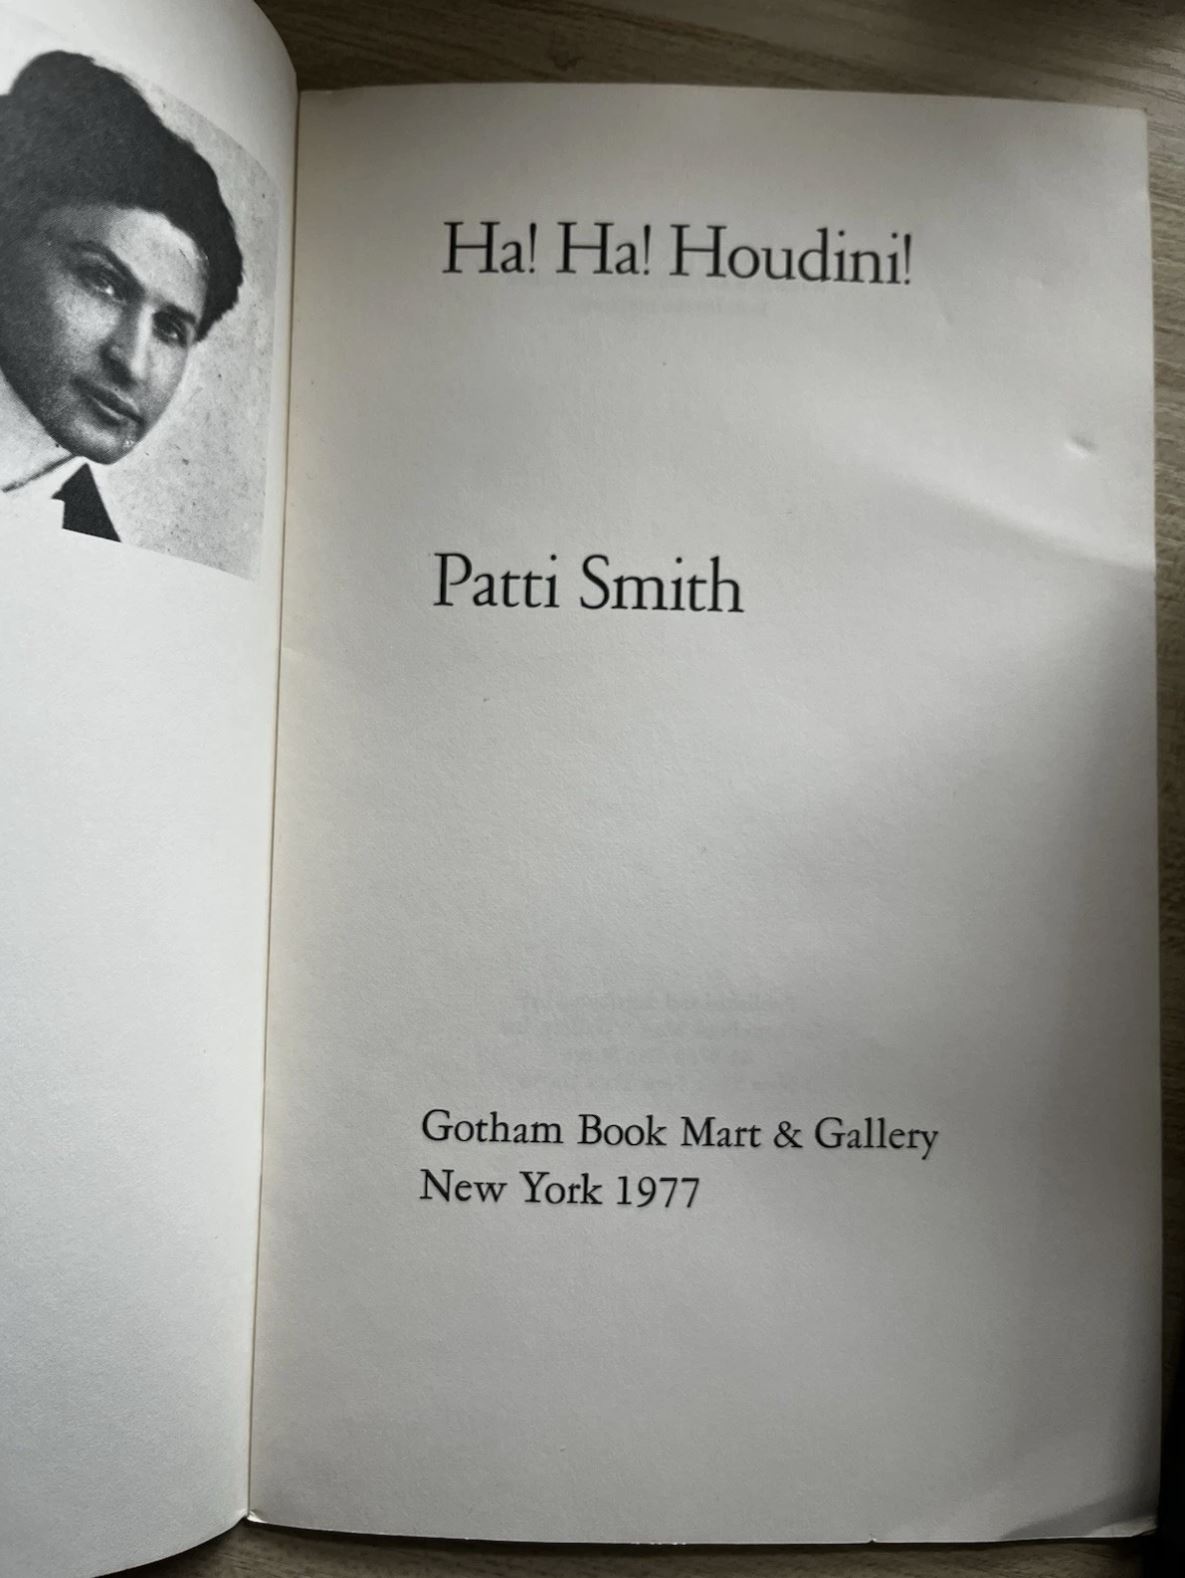 Ha! Ha! Houdini!
Patti Smith
Gotham Book Mart & Gallery
New York 1977